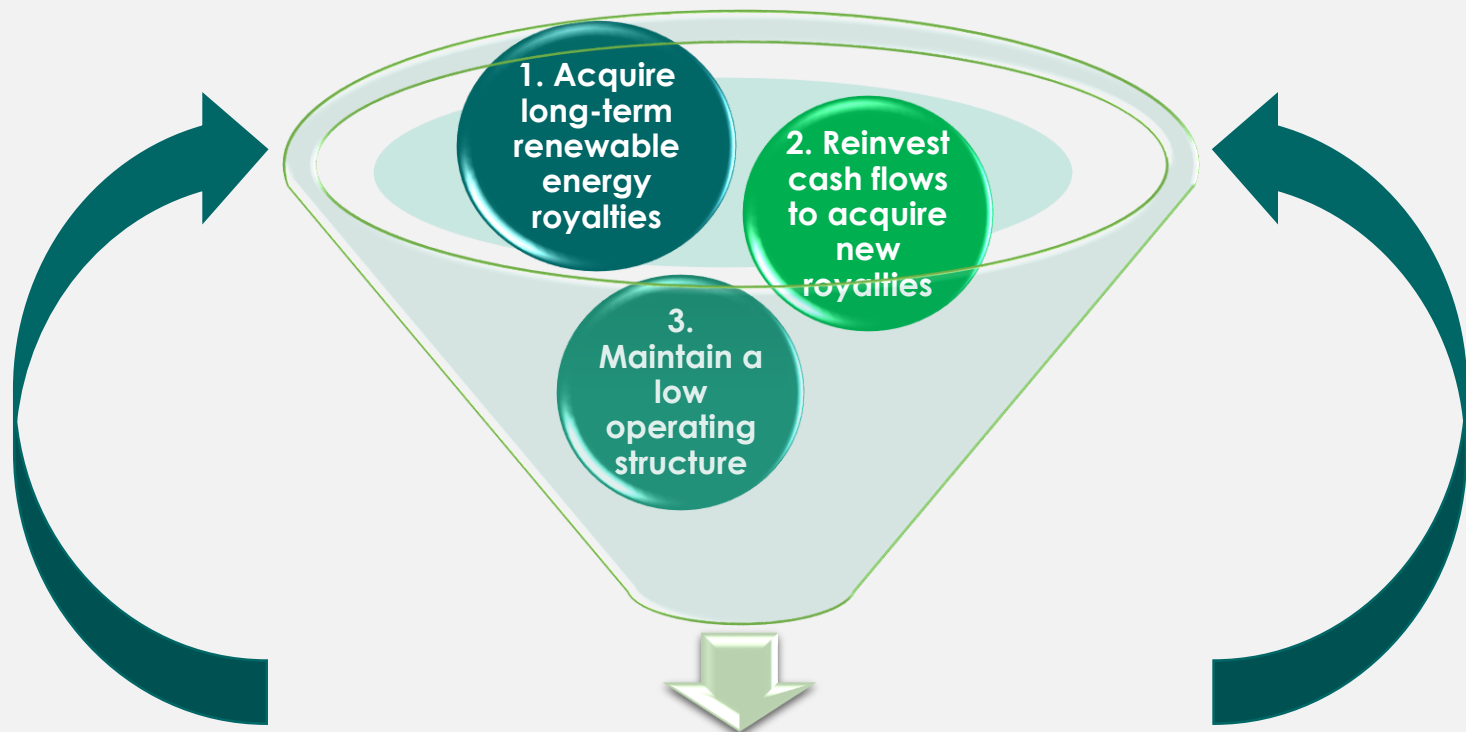 1. Acquire
long-term
renewable
energy
royalties
2. Reinvest
cash flows
to acquire
new
royalties
3.
Maintain a
low
operating
structure